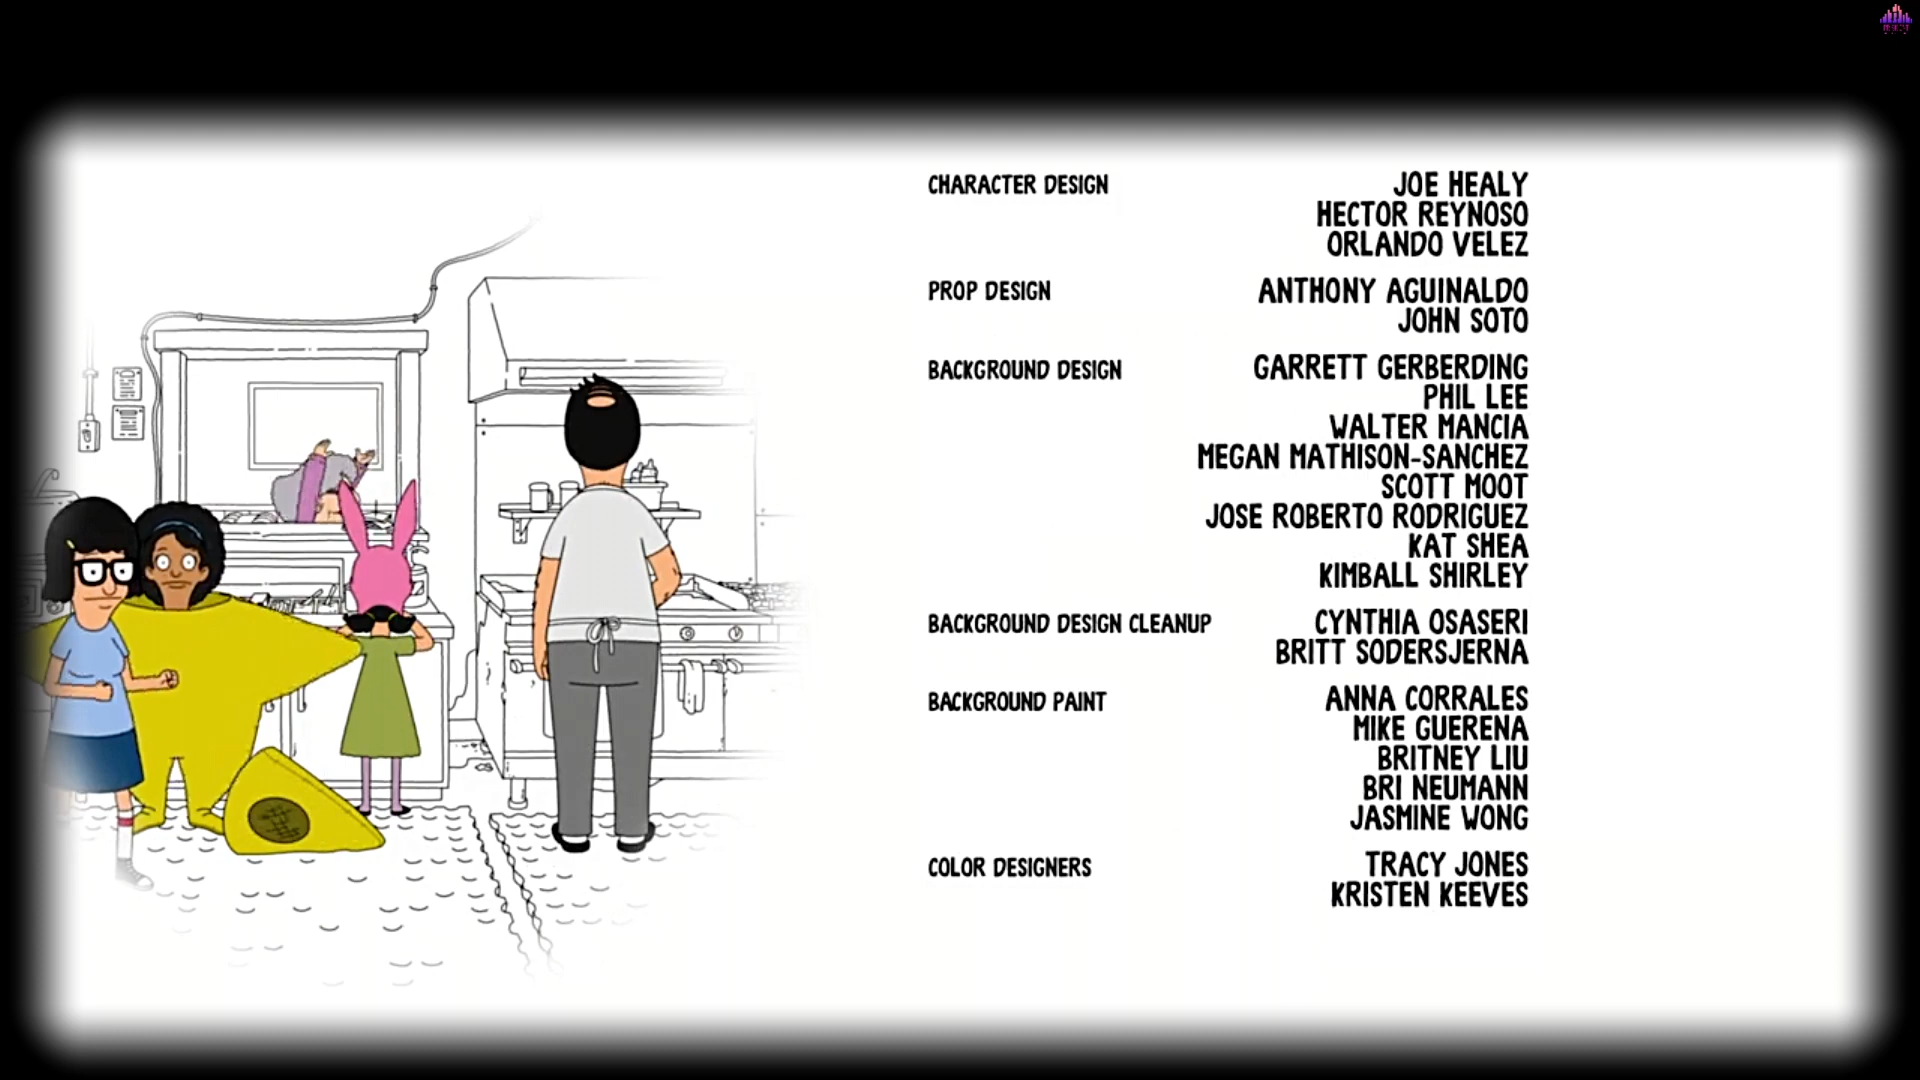 CHARACTER DESIGN JOE HEALY
HECTOR REYNOSO
ORLANDO VELEZ
PROP DESIGN ANTHONY AGUINALDO
JOHN SOTO
BACKGROUND DESIGN GARRETT GERBERDING
PHIL LEE
WALTER MANCIA
MEGAN MATHISON-SANCHEZ
SCOTT MOOT
JOSE ROBERTO RODRIGUEZ
KAT SHEA
KIMBALL SHIRLEY
BACKGROUND DESIGN CLEANUP CYNTHIA OSASERI
BRITT SODERSJERNA
BACKGROUND PAINT ANNA CORRALES
MIKE GUERENA
BRITNEY LIU
BRI NEUMANN
JASMINE WONG
COLOR DESIGNERS TRACY JONES
KRISTEN KEEVES